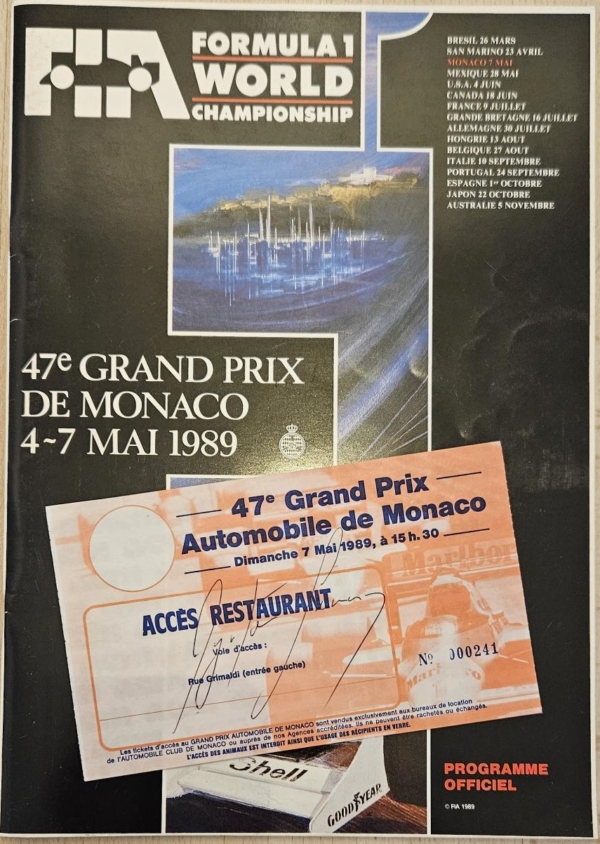 FIA
FORMULA 1
WORLD
CHAMPIONSHIP
BRESIL 26 MARS
SAN MARINO 23 AVRIL
MONACO 7 MAI
MEXIQUE 28 MAI
U.S.A. 4 JUIN
CANADA 18 JUIN
FRANCE 9 JUILLET
GRANDE BRETAGNE 16 JUILLET
ALLEMAGNE 30 JUILLET
HONGRIE 13 AOUT
BELGIQUE 27 AOUT
ITALIE 10 SEPTEMBRE
PORTUGAL 24 SEPTEMBRE
ESPAGNE 1er OCTOBRE
JAPON 22 OCTOBRE
AUSTRALIE 5 NOVEMBRE
47e GRAND PRIX
DE MONACO
4~7 MAI 1989
47e Grand Prix
Automobile de Monaco
Dimanche 7 Mai 1989, à 15 h. 30
Marlbor
ACCÈS RESTAURANT
Voie d'accès :
Rue Grimaldi (entrée gauche)
No 000241
Marlbo
Les tickets d'accès au GRAND PRIX AUTOMOBILE DE MONACO sont vendus exclusivement aux bureaux de location
de l'AUTOMOBILE CLUB DE MONACO ou auprès de nos Agences accréditées. Ils ne peuvent être rachetés ou échangés.
L'ACCÈS DES ANIMAUX EST INTERDIT AINSI QUE L'USAGE DES RÉCIPIENTS EN VERRE.
Shell
GOODYEAR
PROGRAMME
OFFICIEL
© FIA 1989